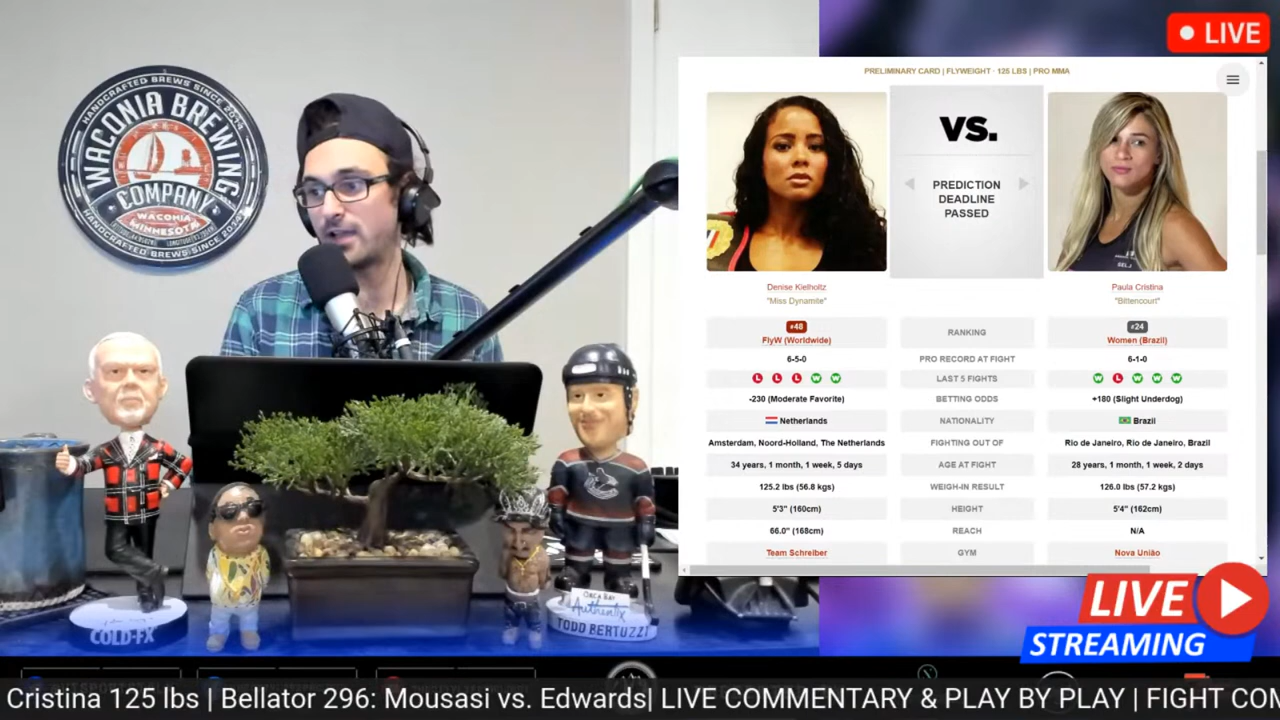 LIVE
HANDCRAFTED BREWS SINCE 2014
WACONIA BREWING
COMPANY
WACONIA
MINNESOTA
HANDCRAFTED BREWS SINCE 2014
PRELIMINARY CARD | FLYWEIGHT · 125 LBS | PRO MMA
VS.
PREDICTION
DEADLINE
PASSED
Denise Kielholtz Paula Cristina
"Miss Dynamite" "Bittencourt"
#48 RANKING #24
FlyW (Worldwide) Women (Brazil)
6-5-0 PRO RECORD AT FIGHT 6-1-0
L L L W W LAST 5 FIGHTS W L W W W
-230 (Moderate Favorite) BETTING ODDS +180 (Slight Underdog)
Netherlands NATIONALITY Brazil
Amsterdam, Noord-Holland, The Netherlands FIGHTING OUT OF Rio de Janeiro, Rio de Janeiro, Brazil
34 years, 1 month, 1 week, 5 days AGE AT FIGHT 28 years, 1 month, 1 week, 2 days
125.2 lbs (56.8 kgs) WEIGH-IN RESULT 126.0 lbs (57.2 kgs)
5'3" (160cm) HEIGHT 5'4" (162cm)
66.0" (168cm) REACH N/A
Team Schreiber GYM Nova União
COLD-FX
ORCA BAY
Authentix
TODD BERTUZZI
LIVE
STREAMING
Cristina 125 lbs | Bellator 296: Mousasi vs. Edwards| LIVE COMMENTARY & PLAY BY PLAY | FIGHT COM